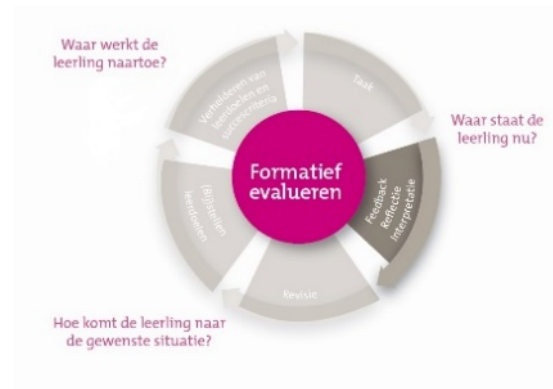 Waar werkt de
leerling naartoe?
Verhelderen van
leerdoelen en
succescriteria
Taak
Waar staat de
leerling nu?
Formatief
evalueren
Feedback
Reflectie
Interpretatie
(Bij)stellen
leerdoelen
Revisie
Hoe komt de leerling naar
de gewenste situatie?